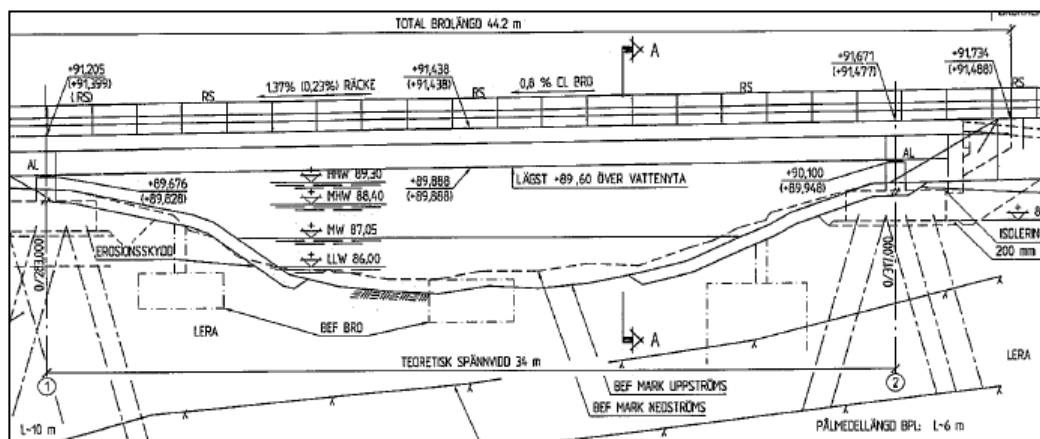 TOTAL BROLÄNGD 44.2 m
A
+91,205
(+91,399)
(RS)
RS
1.37% (0,23%) RÄCKE
+91,438
(+91,438)
RS
0,8 % CL BRO
RS
+91,671
(+91,477)
+91,734
(+91,488)
RS
AL
+89,676
(+89,828)
HHW 89,30
MHW 88,40
MW 87,05
LLW 86,00
+89,888
(+89,888)
LÄGST +89,60 ÖVER VATTENYTA
+90,100
(+89,948)
AL
+ 8
ISOLERIN
200 mm
EROSIONSSKYDD
0/283,000
0/317,000
LERA
BEF BRO
A
LERA
TEORETISK SPÄNNVIDD 34 m
1
2
BEF MARK UPPSTRÖMS
BEF MARK NEDSTRÖMS
L-10 m
PÅLMEDELLÄNGD BPL: L-6 m